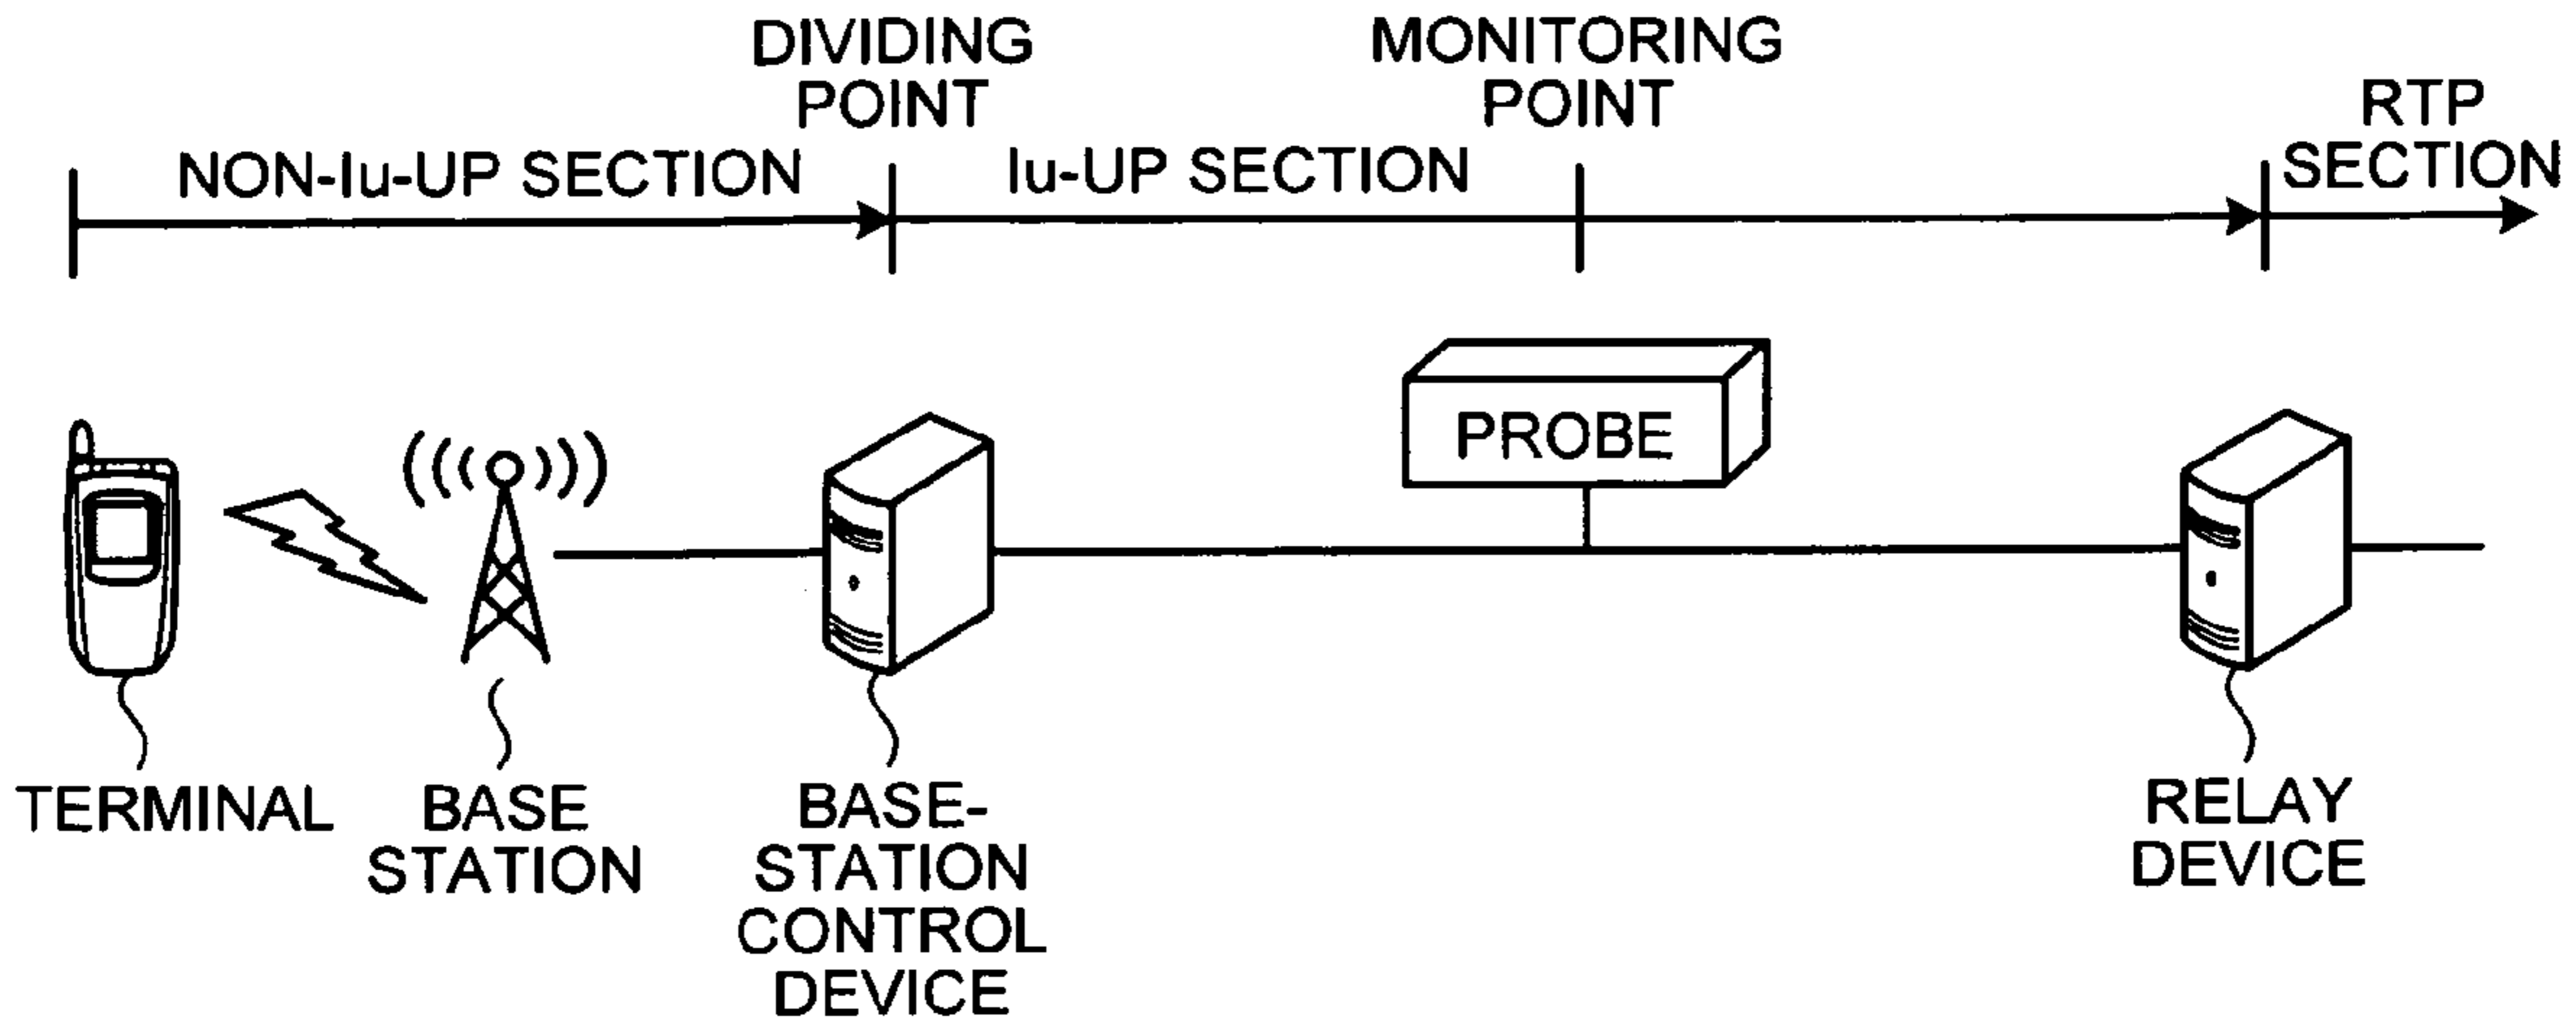 DIVIDING
POINT
MONITORING
POINT
RTP
SECTION
NON-Iu-UP SECTION
Iu-UP SECTION
PROBE
TERMINAL
BASE
STATION
BASE-
STATION
CONTROL
DEVICE
RELAY
DEVICE